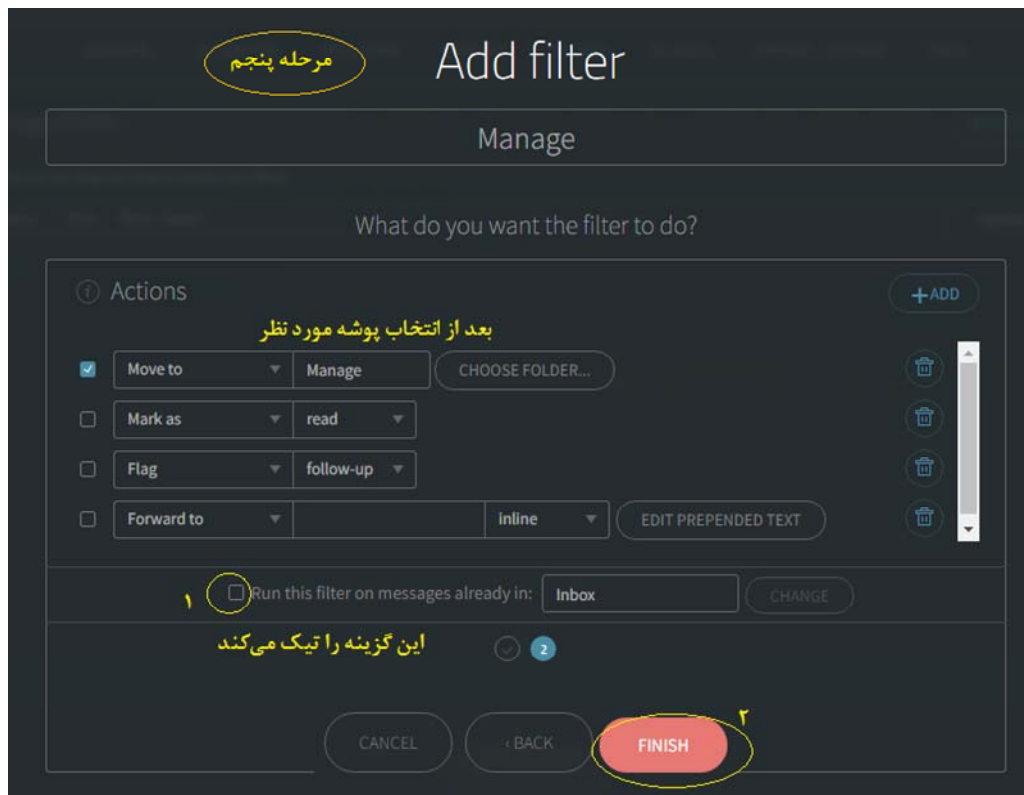 مرحله پنجم
Add filter
Manage
What do you want the filter to do?
Actions
+ADD
بعد از انتخاب پوشه مورد نظر
Move to Manage CHOOSE FOLDER...
Mark as read
Flag follow-up
Forward to inline EDIT PREPENDED TEXT
۱ Run this filter on messages already in: Inbox CHANGE
این گزینه را تیک می‌کند
2
۲
CANCEL ‹ BACK FINISH